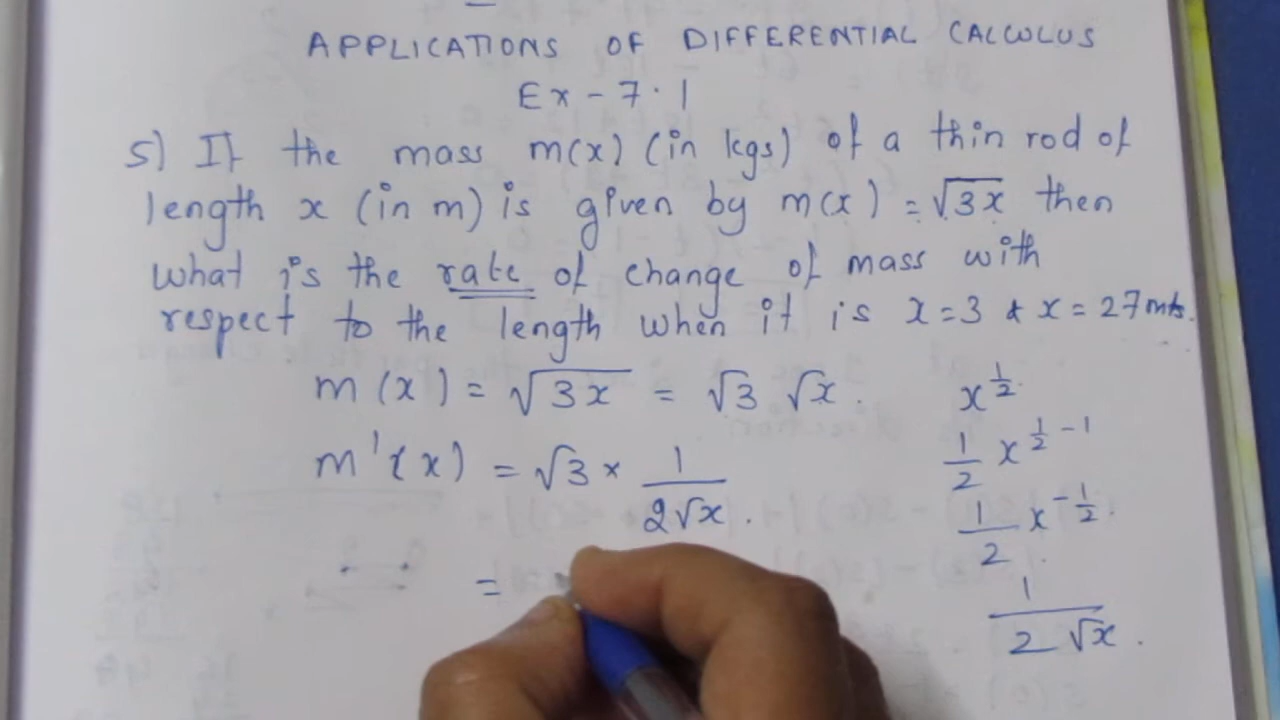 APPLICATIONS OF DIFFERENTIAL CALCULUS
Ex - 7.1
5) If the mass m(x) (in kgs) of a thin rod of
length x (in m) is given by m(x) = √3x then
what is the rate of change of mass with
respect to the length when it is x = 3 & x = 27 mts.
m(x) = √3x = √3 √x.
m'(x) = √3 × 1/2√x.
=
x^1/2.
1/2 x^1/2 - 1
1/2 x^-1/2.
1/2√x.